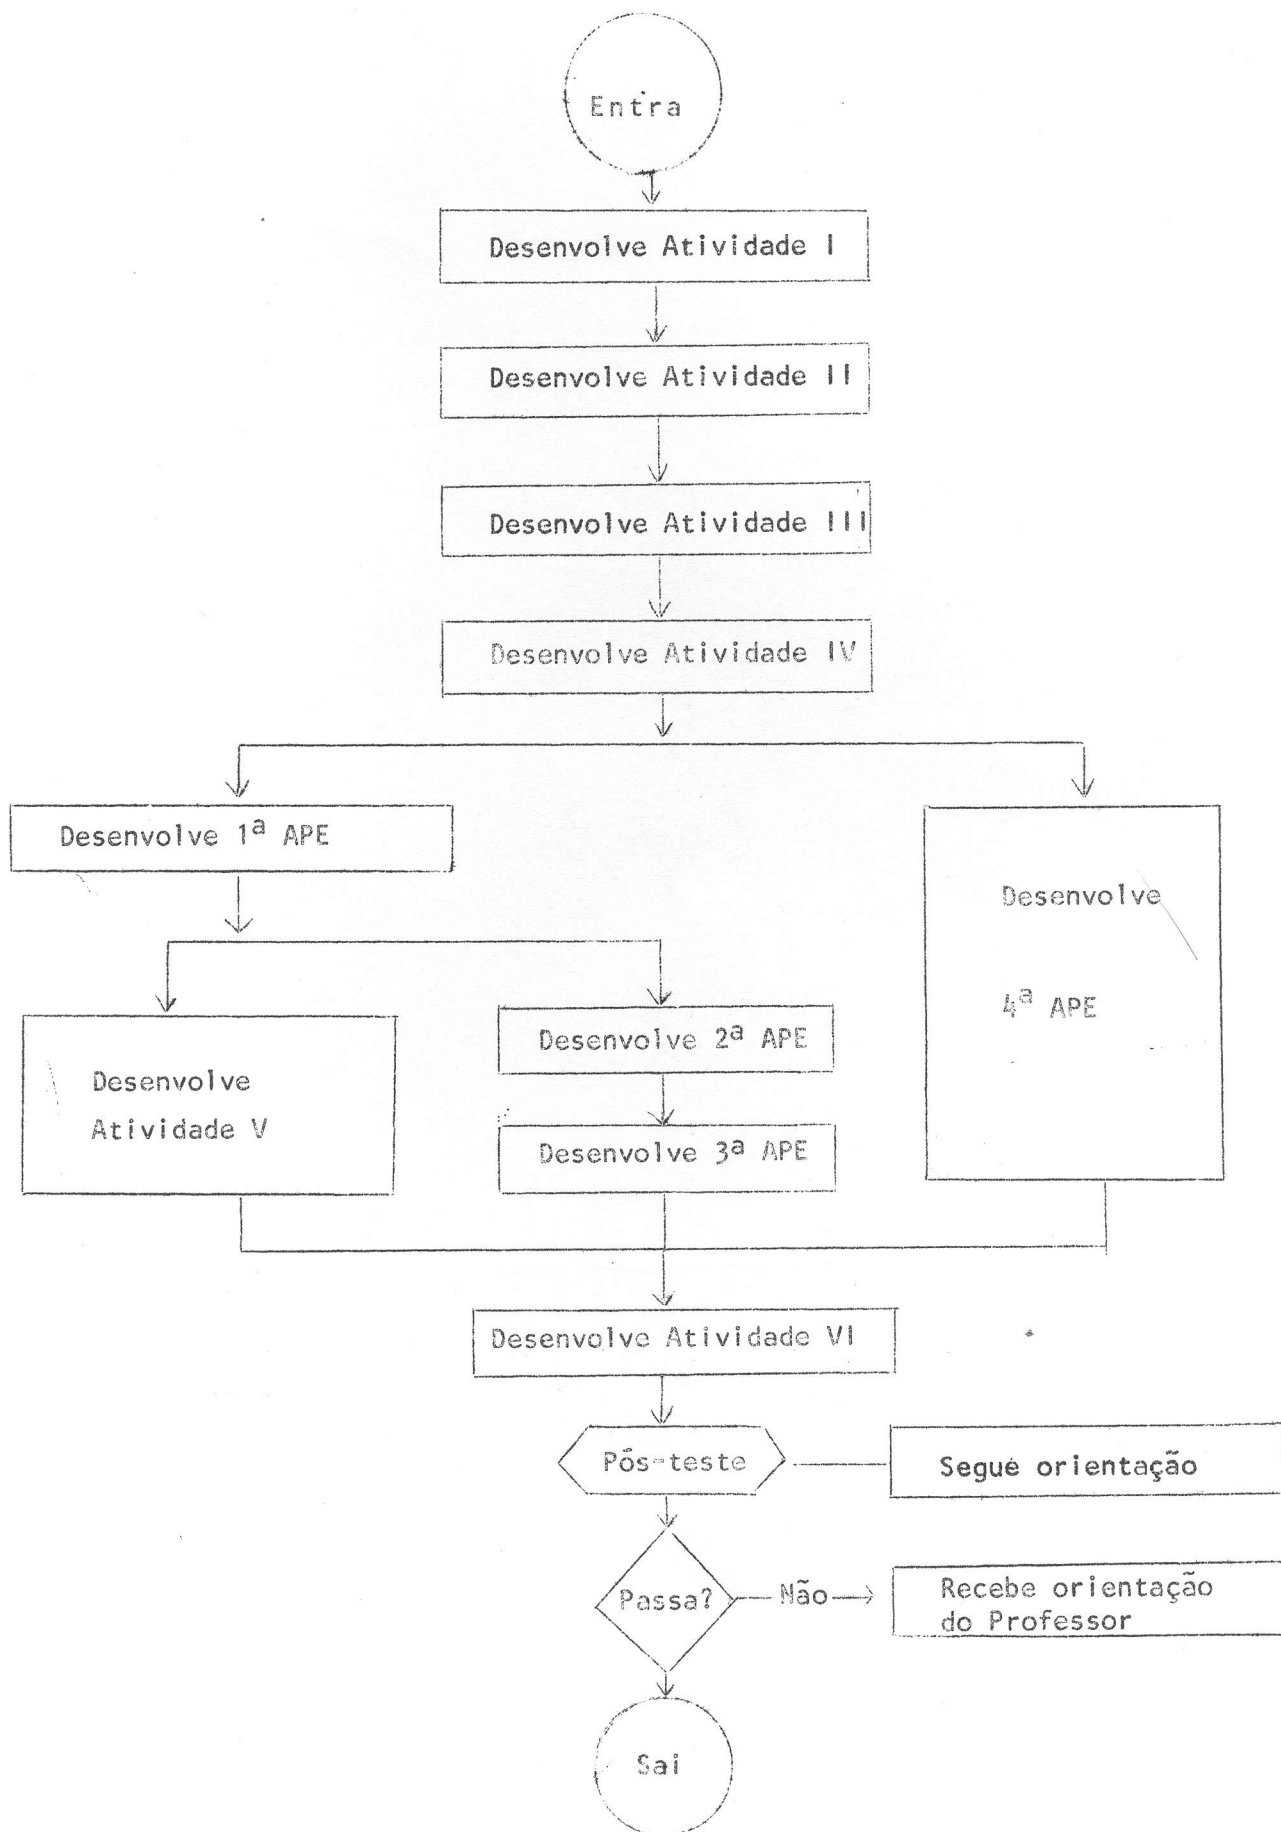 Entra
Desenvolve Atividade I
Desenvolve Atividade II
Desenvolve Atividade III
Desenvolve Atividade IV
Desenvolve 1ª APE
Desenvolve
4ª APE
Desenvolve
Atividade V
Desenvolve 2ª APE
Desenvolve 3ª APE
Desenvolve Atividade VI
Pós-teste
Segue orientação
Passa?
Não
Recebe orientação
do Professor
Sai